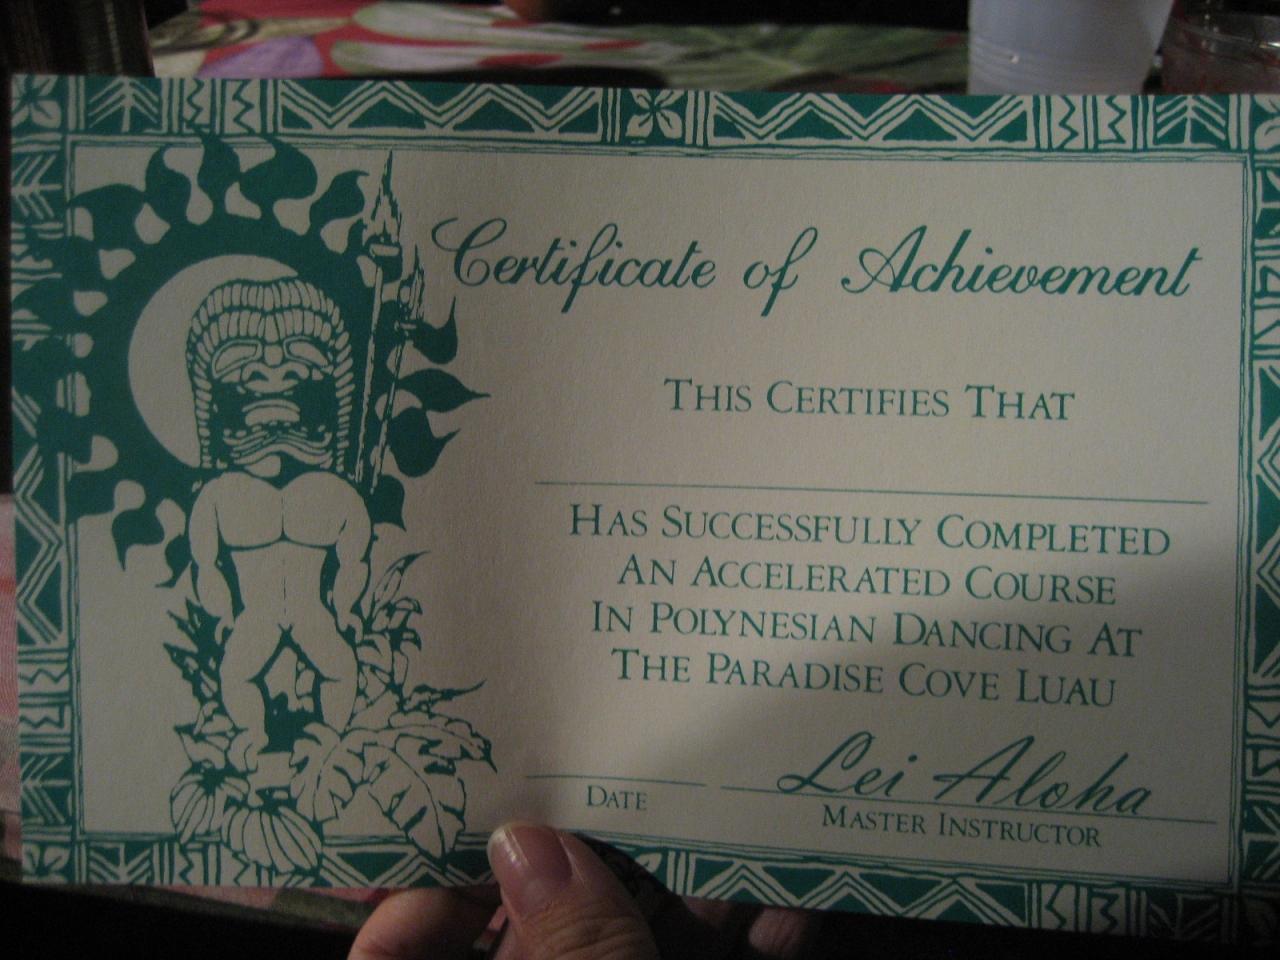 Certificate of Achievement
THIS CERTIFIES THAT
HAS SUCCESSFULLY COMPLETED
AN ACCELERATED COURSE
IN POLYNESIAN DANCING AT
THE PARADISE COVE LUAU
Lei Aloha
DATE
MASTER INSTRUCTOR